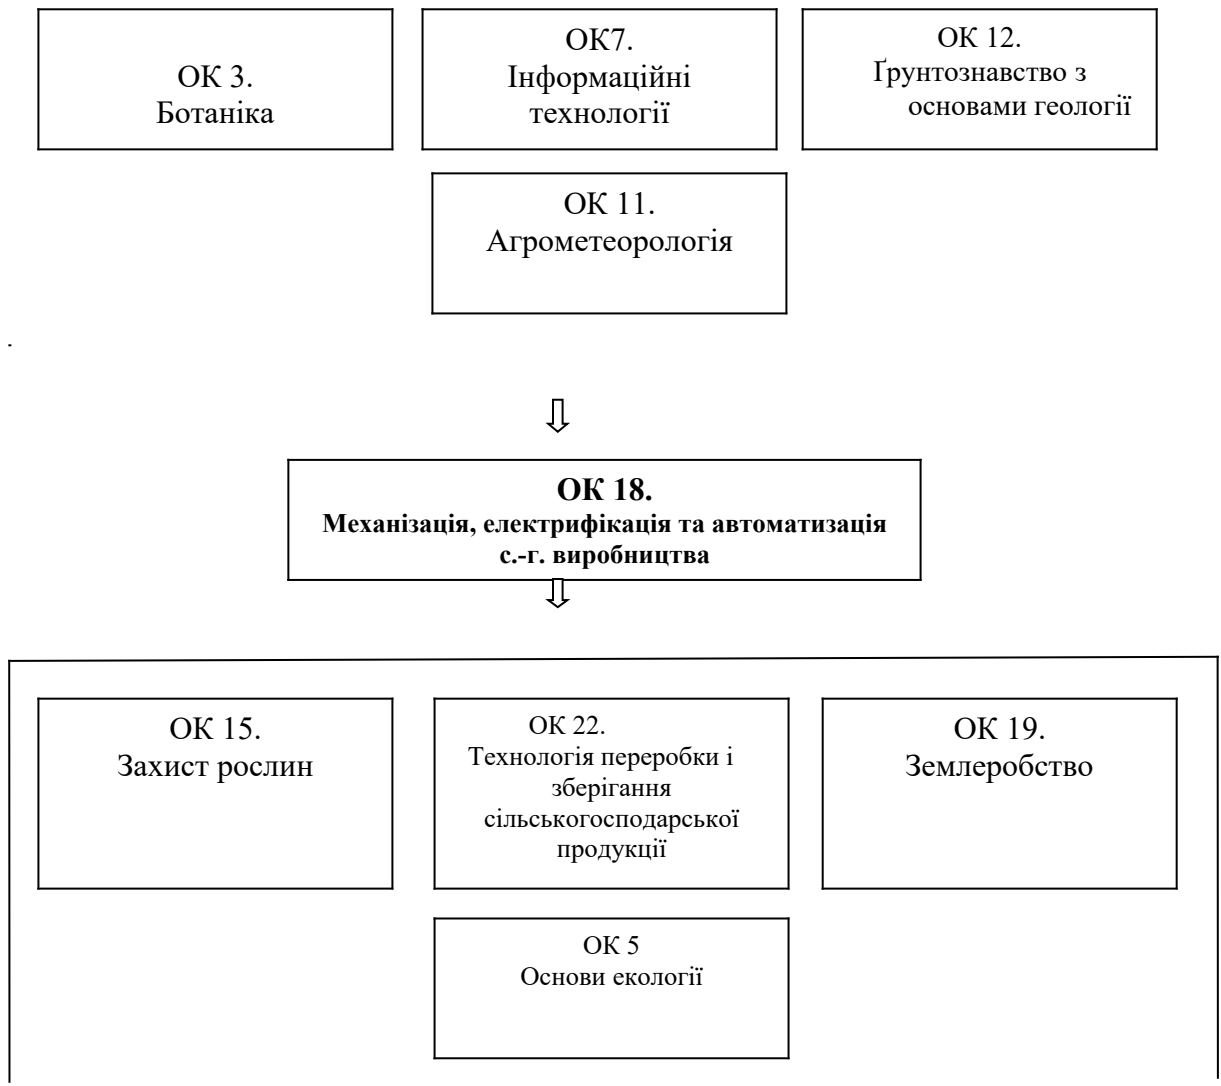 ОК 3.
Ботаніка
ОК7.
Інформаційні
технології
ОК 12.
Ґрунтознавство з
основами геології
ОК 11.
Агрометеорологія
.
ОК 18.
Механізація, електрифікація та автоматизація
с.-г. виробництва
ОК 15.
Захист рослин
ОК 22.
Технологія переробки і
зберігання
сільськогосподарської
продукції
ОК 19.
Землеробство
ОК 5
Основи екології